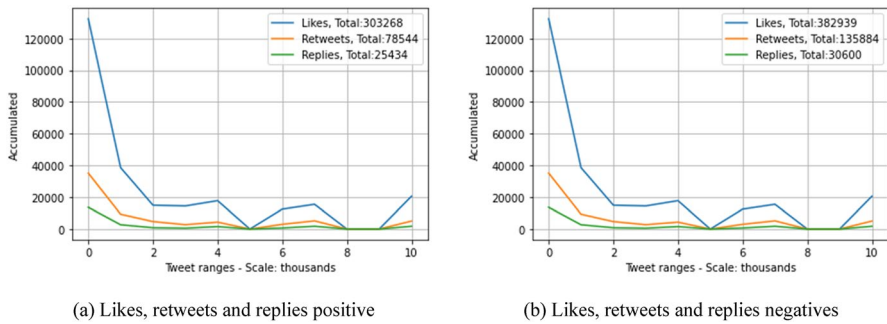 Likes, Total:303268
Retweets, Total:78544
Replies, Total:25434
120000
100000
80000
60000
40000
20000
0
Accumulated
0 2 4 6 8 10
Tweet ranges - Scale: thousands
(a) Likes, retweets and replies positive
Likes, Total:382939
Retweets, Total:135884
Replies, Total:30600
120000
100000
80000
60000
40000
20000
0
Accumulated
0 2 4 6 8 10
Tweet ranges - Scale: thousands
(b) Likes, retweets and replies negatives